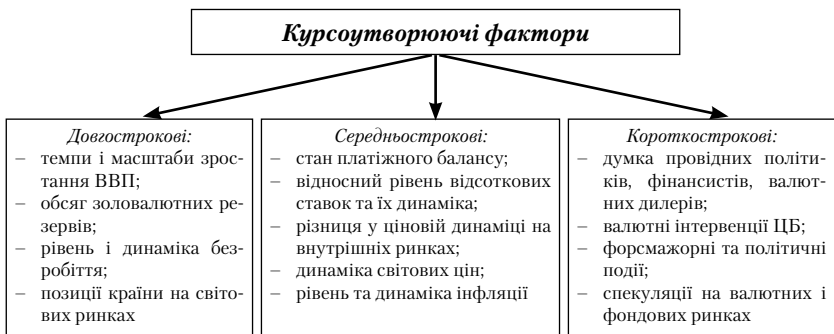 Курсоутворюючі фактори
Довгострокові:
– темпи і масштаби зрос-
тання ВВП;
– обсяг золовалютних ре-
зервів;
– рівень і динаміка без-
робіття;
– позиції країни на світо-
вих ринках
Середньострокові:
– стан платіжного балансу;
– відносний рівень відсоткових
ставок та їх динаміка;
– різниця у ціновій динаміці на
внутрішніх ринках;
– динаміка світових цін;
– рівень та динаміка інфляції
Короткострокові:
– думка провідних політи-
ків, фінансистів, валют-
них дилерів;
– валютні інтервенції ЦБ;
– форсмажорні та політичні
події;
– спекуляції на валютних і
фондових ринках